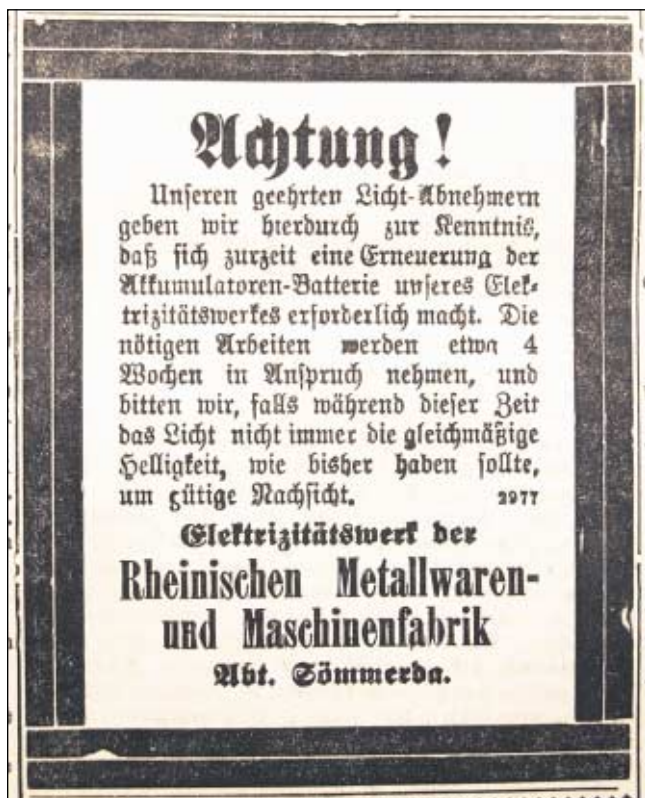 Achtung!
Unseren geehrten Licht-Abnehmern
geben wir hierdurch zur Kenntnis,
daß sich zurzeit eine Erneuerung der
Akkumulatoren-Batterie unseres Elek-
trizitätswerkes erforderlich macht. Die
nötigen Arbeiten werden etwa 4
Wochen in Anspruch nehmen, und
bitten wir, falls während dieser Zeit
das Licht nicht immer die gleichmäßige
Helligkeit, wie bisher haben sollte,
um gütige Nachsicht. 2977
Elektrizitätswerk der
Rheinischen Metallwaren-
und Maschinenfabrik
Abt. Sömmerda.